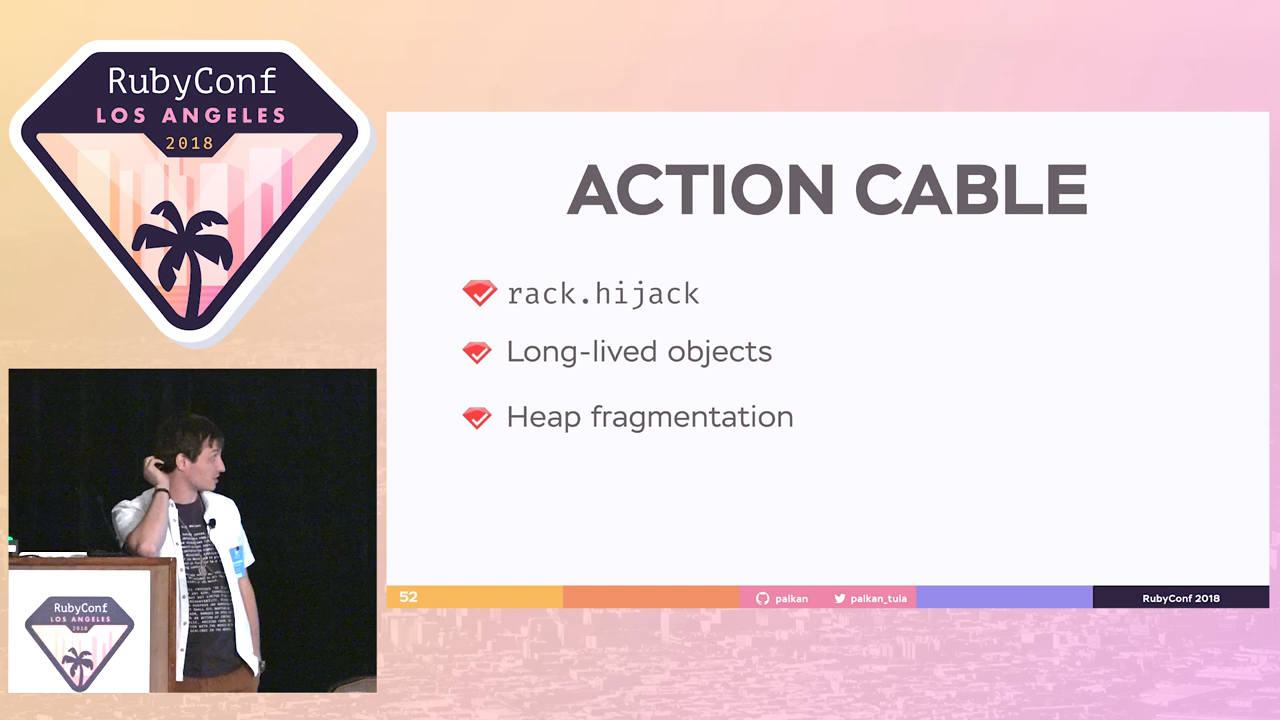 RubyConf
LOS ANGELES
2018
ACTION CABLE
rack.hijack
Long-lived objects
Heap fragmentation
52
palkan
palkan_tula
RubyConf 2018
RubyConf
LOS ANGELES
2018